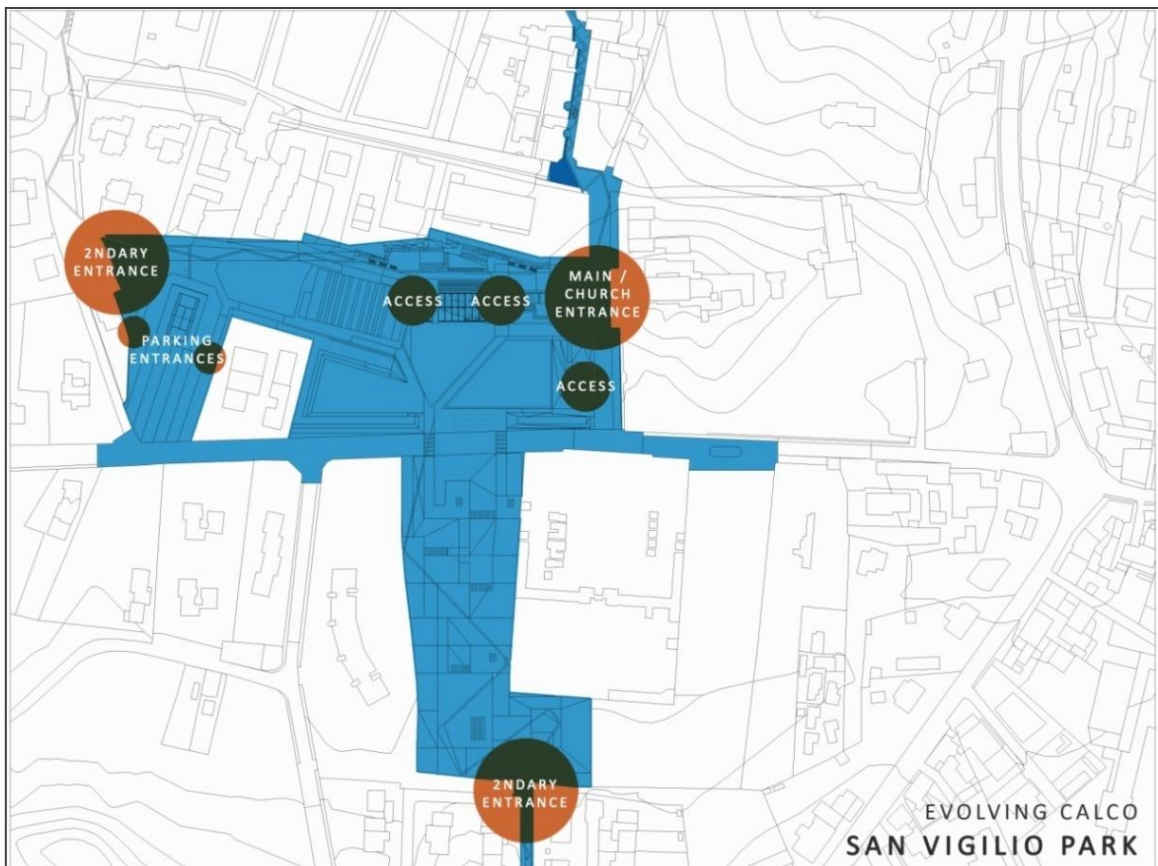 2NDARY
ENTRANCE
MAIN /
CHURCH
ENTRANCE
ACCESS
ACCESS
PARKING
ENTRANCES
ACCESS
2NDARY
ENTRANCE
EVOLVING CALCO
SAN VIGILIO PARK